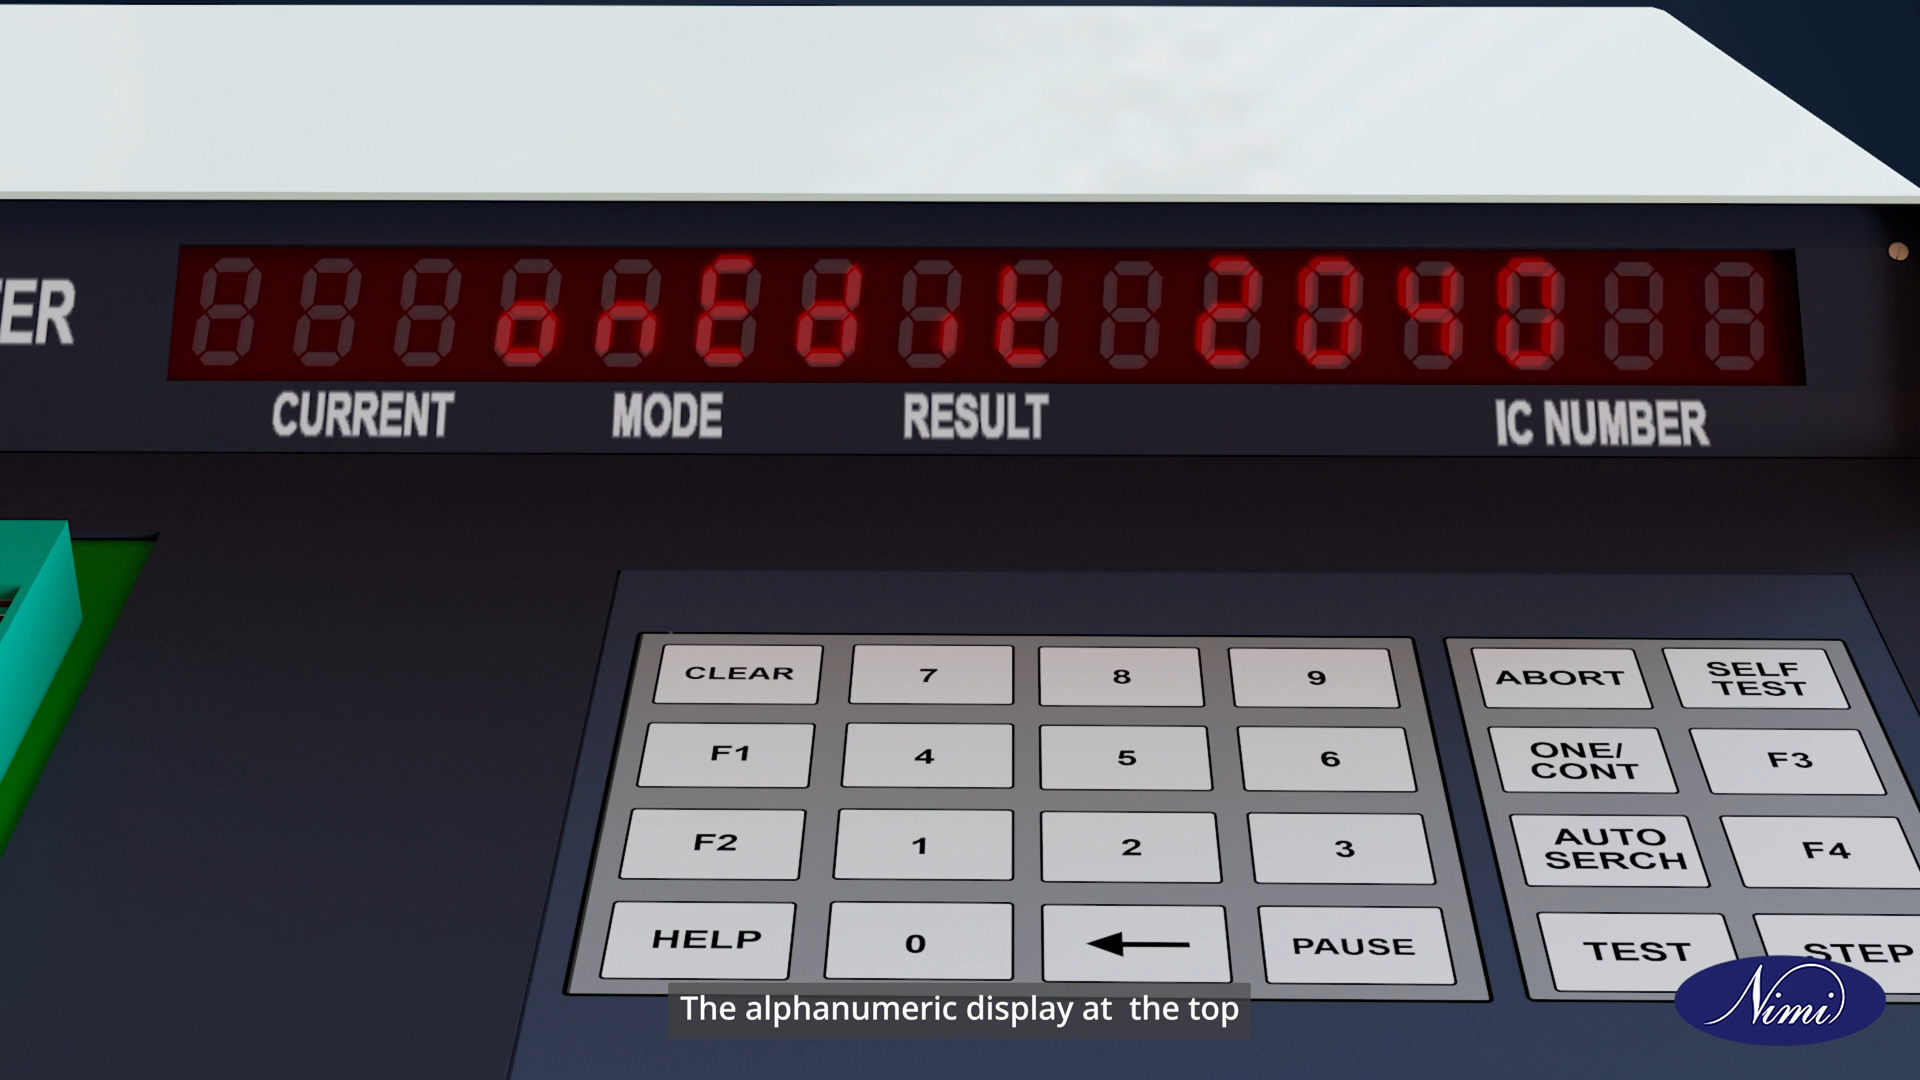 ER
onEdit 2040
CURRENT MODE RESULT IC NUMBER
CLEAR 7 8 9 ABORT SELF TEST
F1 4 5 6 ONE/ CONT F3
F2 1 2 3 AUTO SERCH F4
HELP 0 PAUSE TEST STEP
The alphanumeric display at the top
Nimi